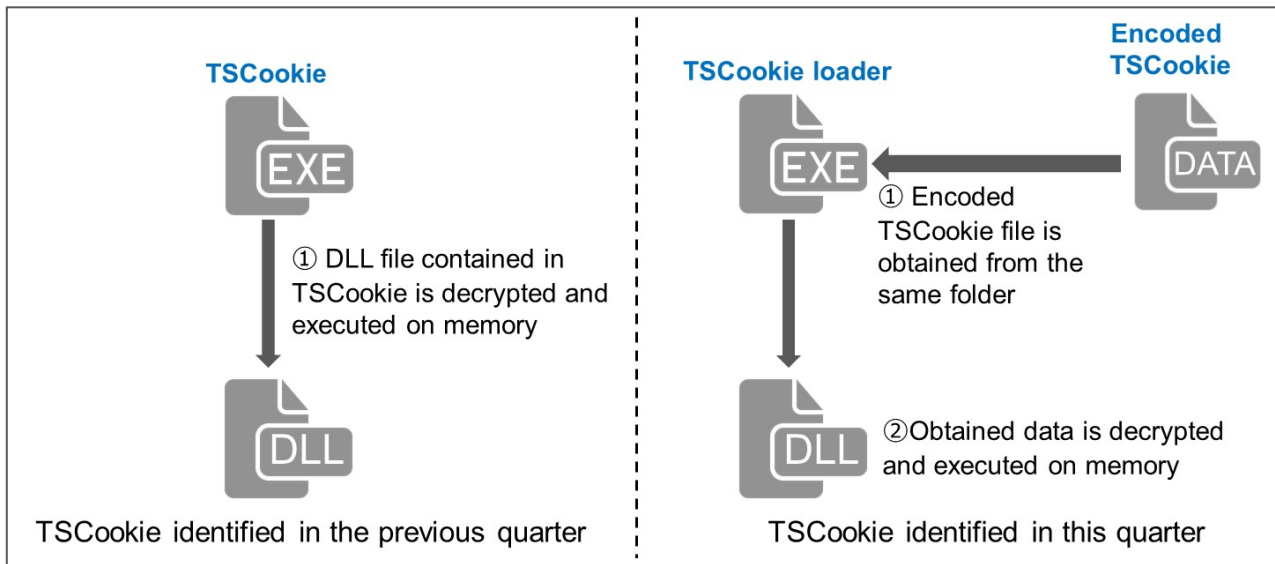 TSCookie
EXE
① DLL file contained in
TSCookie is decrypted and
executed on memory
DLL
TSCookie identified in the previous quarter
TSCookie loader
Encoded
TSCookie
EXE
DATA
① Encoded
TSCookie file is
obtained from the
same folder
DLL
②Obtained data is decrypted
and executed on memory
TSCookie identified in this quarter